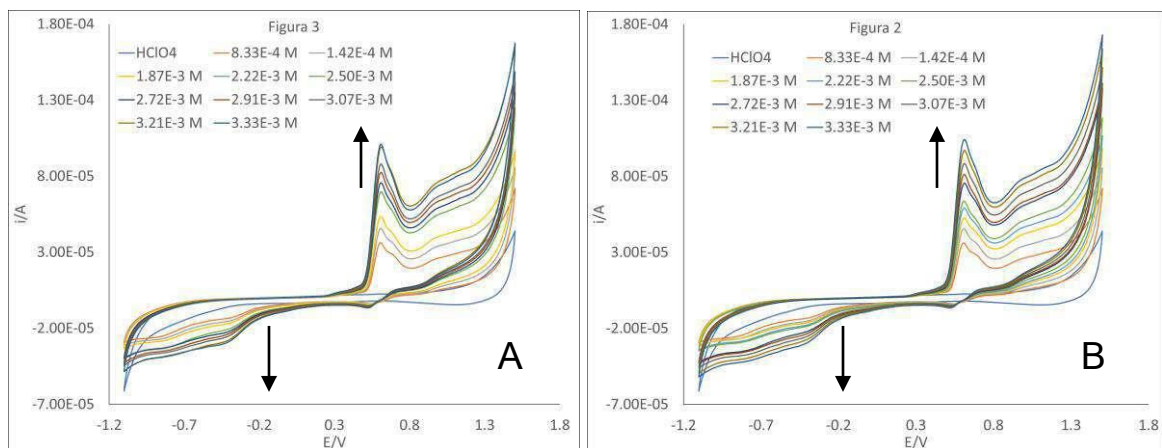 Figura 3
HClO4 8.33E-4 M 1.42E-4 M
1.87E-3 M 2.22E-3 M 2.50E-3 M
2.72E-3 M 2.91E-3 M 3.07E-3 M
3.21E-3 M 3.33E-3 M
1.80E-04
1.30E-04
8.00E-05
3.00E-05
-2.00E-05
-7.00E-05
i/A
A
-1.2 -0.7 -0.2 0.3 0.8 1.3 1.8
E/V
Figura 2
HClO4 8.33E-4 M 1.42E-4 M
1.87E-3 M 2.22E-3 M 2.50E-3 M
2.72E-3 M 2.91E-3 M 3.07E-3 M
3.21E-3 M 3.33E-3 M
1.80E-04
1.30E-04
8.00E-05
3.00E-05
-2.00E-05
-7.00E-05
i/A
B
-1.2 -0.7 -0.2 0.3 0.8 1.3 1.8
E/V